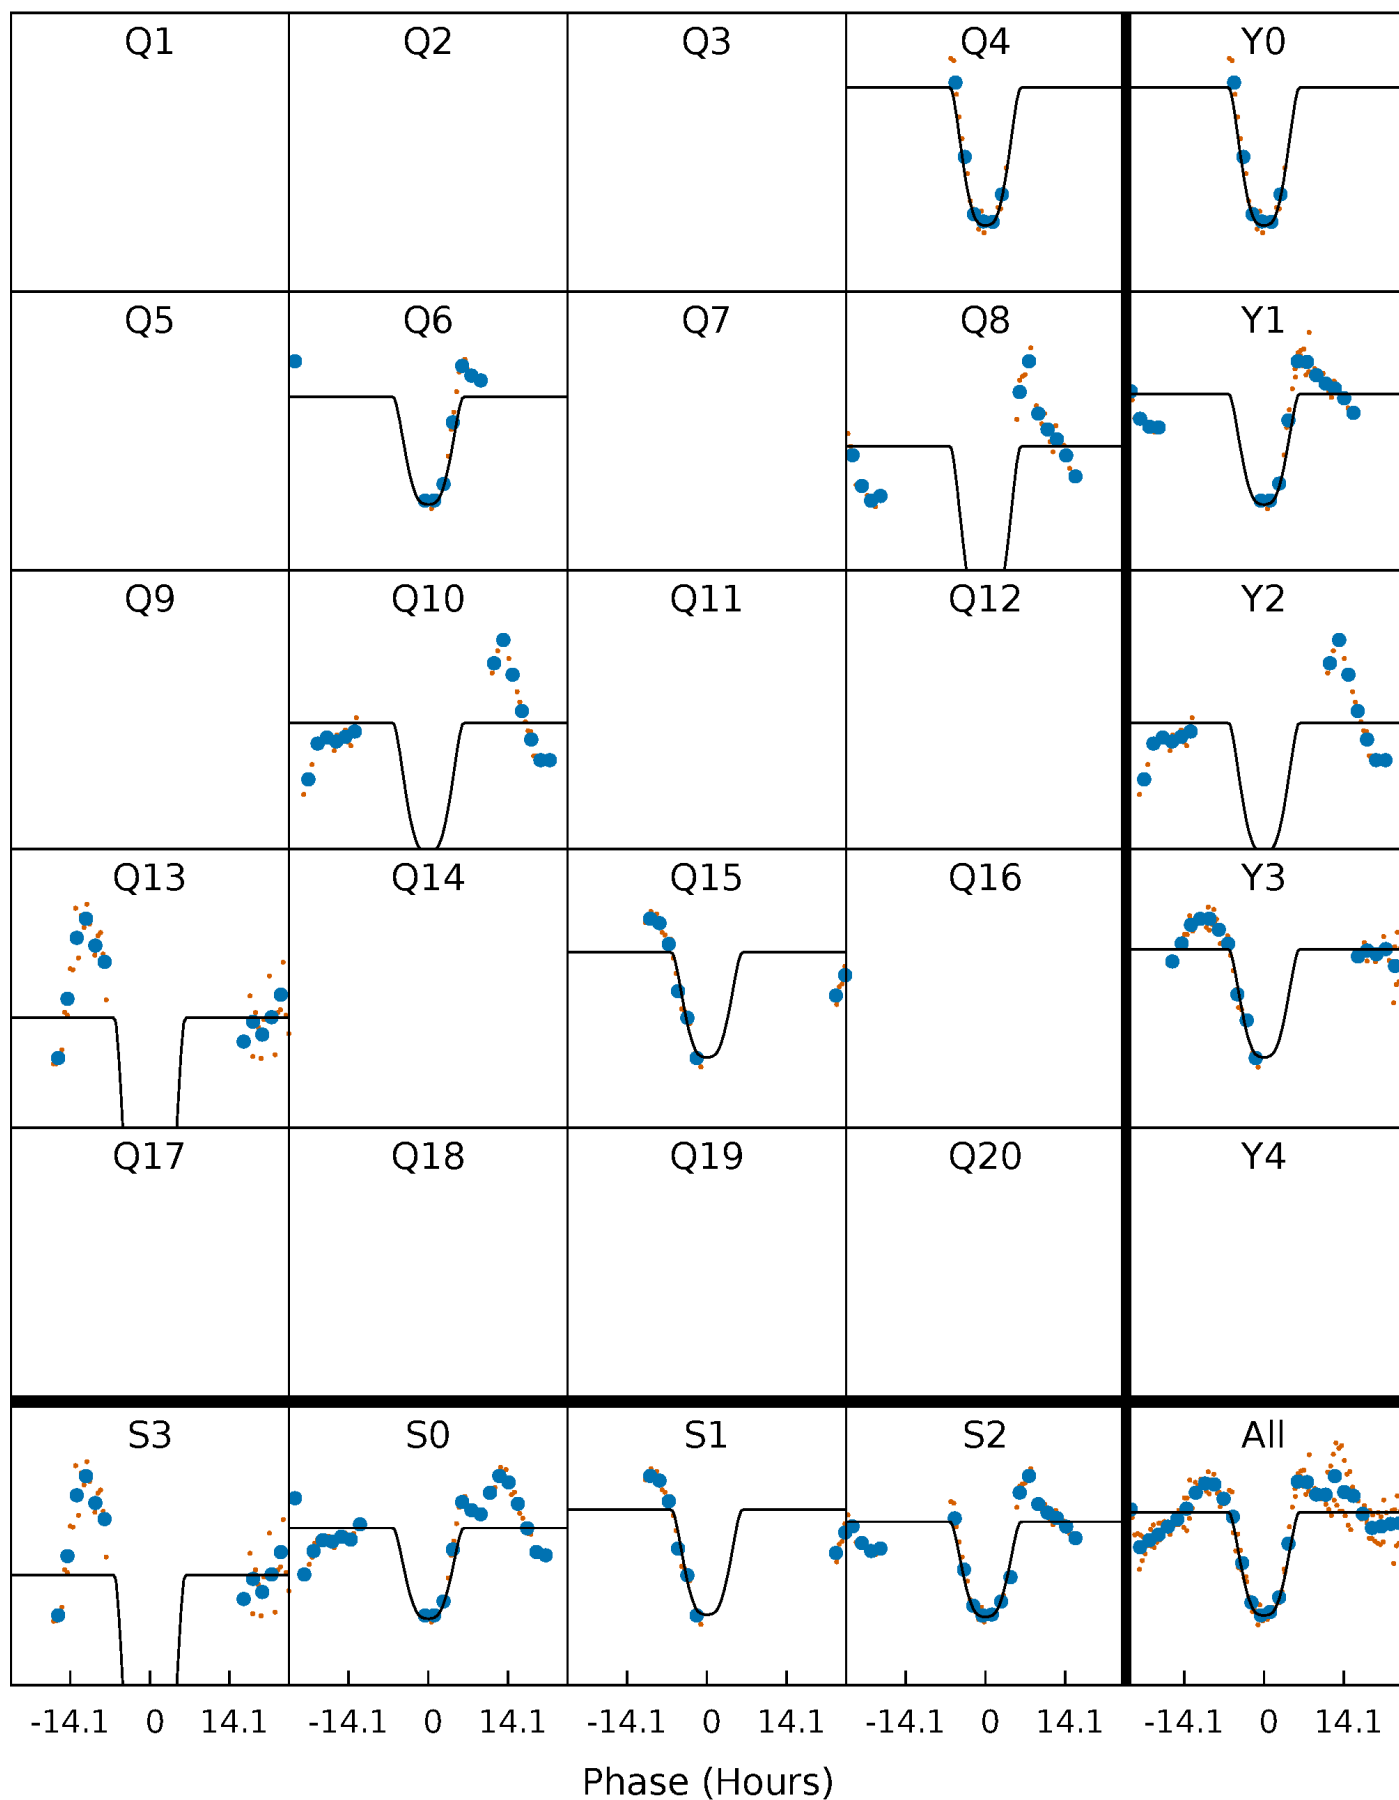 Q1 Q2 Q3 Q4 Y0
Q5 Q6 Q7 Q8 Y1
Q9 Q10 Q11 Q12 Y2
Q13 Q14 Q15 Q16 Y3
Q17 Q18 Q19 Q20 Y4
S3 S0 S1 S2 All
-14.1 0 14.1 -14.1 0 14.1 -14.1 0 14.1 -14.1 0 14.1 -14.1 0 14.1
Phase (Hours)